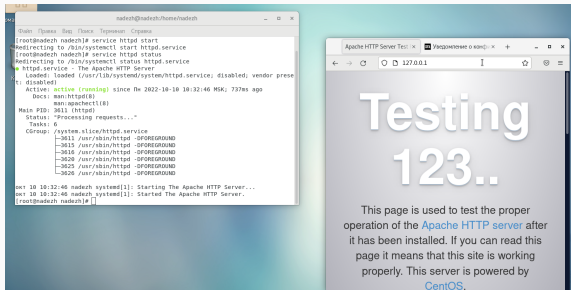 nadezh@nadezh:/home/nadezh
Файл Правка Вид Поиск Терминал Справка
[root@nadezh nadezh]# service httpd start
Redirecting to /bin/systemctl start httpd.service
[root@nadezh nadezh]# service httpd status
Redirecting to /bin/systemctl status httpd.service
● httpd.service - The Apache HTTP Server
Loaded: loaded (/usr/lib/systemd/system/httpd.service; disabled; vendor prese
t: disabled)
Active: active (running) since Пн 2022-10-10 10:32:46 MSK; 737ms ago
Docs: man:httpd(8)
man:apachectl(8)
Main PID: 3611 (httpd)
Status: "Processing requests..."
Tasks: 6
CGroup: /system.slice/httpd.service
├─3611 /usr/sbin/httpd -DFOREGROUND
├─3615 /usr/sbin/httpd -DFOREGROUND
├─3616 /usr/sbin/httpd -DFOREGROUND
├─3620 /usr/sbin/httpd -DFOREGROUND
├─3625 /usr/sbin/httpd -DFOREGROUND
└─3626 /usr/sbin/httpd -DFOREGROUND
окт 10 10:32:46 nadezh systemd[1]: Starting The Apache HTTP Server...
окт 10 10:32:46 nadezh systemd[1]: Started The Apache HTTP Server.
[root@nadezh nadezh]#
Apache HTTP Server Test
Уведомление о конф
127.0.0.1
Testing
123..
This page is used to test the proper
operation of the Apache HTTP server after
it has been installed. If you can read this
page it means that this site is working
properly. This server is powered by
CentOS.